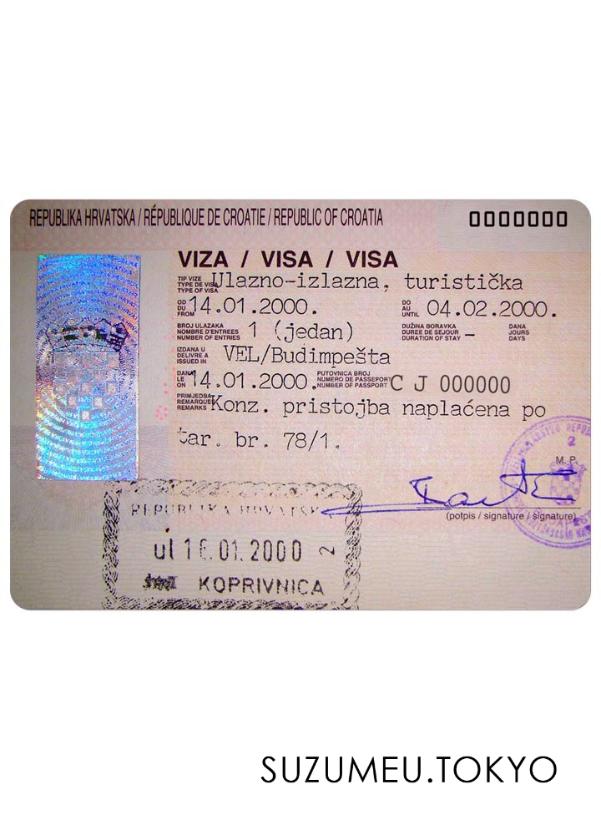 REPUBLIKA HRVATSKA / RÉPUBLIQUE DE CROATIE / REPUBLIC OF CROATIA 0000000
VIZA / VISA / VISA
TIP VIZE
TYPE DE VISA
TYPE OF VISA
Ulazno-izlazna, turistička
OD
DU
FROM
14.01.2000.
DO
AU
UNTIL
04.02.2000.
BROJ ULAZAKA
NOMBRE D'ENTREES
NUMBER OF ENTRIES
1 (jedan)
DUŽINA BORAVKA
DUREE DE SEJOUR
DURATION OF STAY
–
DANA
JOURS
DAYS
IZDANA U
DELIVRE A
ISSUED IN
VEL/Budimpešta
DANA
LE
ON
14.01.2000.
PUTOVNICA BROJ
NUMERO DE PASSEPORT
NUMBER OF PASSPORT
C J 000000
PRIMJEDBA
REMARQUES
REMARKS
Konz. pristojba naplaćena po
tar. br. 78/1.
2
M. P.
(potpis / signature / signature)
REPUBLIKA HRVATSK
ul 16.01.2000 2
KOPRIVNICA
SUZUMEU.TOKYO